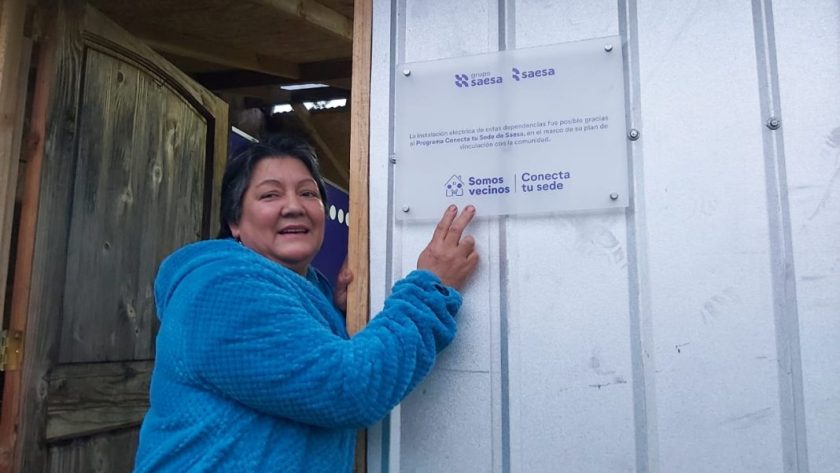 grupo saesa saesa
La instalación eléctrica de estas dependencias fue posible gracias
al Programa Conecta tu Sede de Saesa, en el marco de su plan de
vinculación con la comunidad.
Somos Conecta
vecinos tu sede